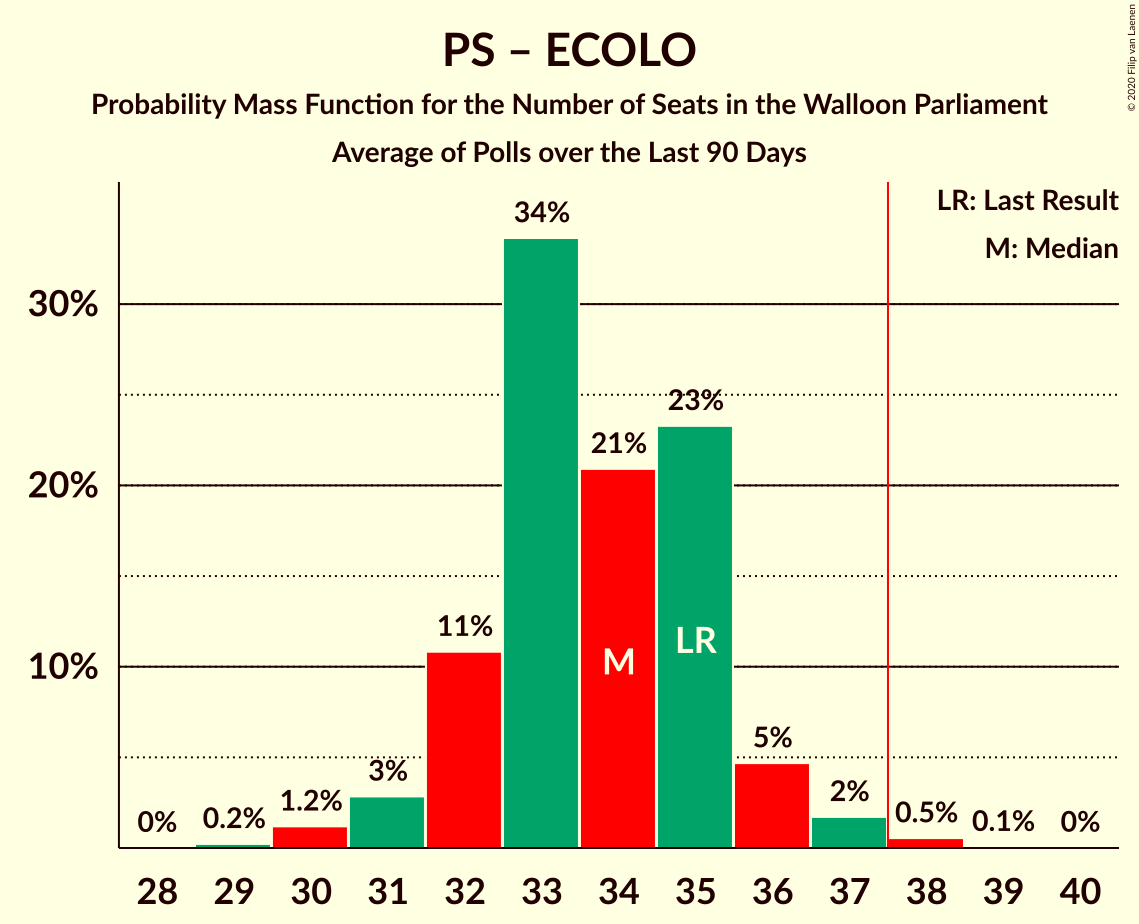 PS – ECOLO
Probability Mass Function for the Number of Seats in the Walloon Parliament
Average of Polls over the Last 90 Days
© 2020 Filip van Laenen
LR: Last Result
M: Median
30%
20%
10%
0%
0.2%
1.2%
3%
11%
34%
21%
23%
5%
2%
0.5%
0.1%
0%
M
LR
28 29 30 31 32 33 34 35 36 37 38 39 40